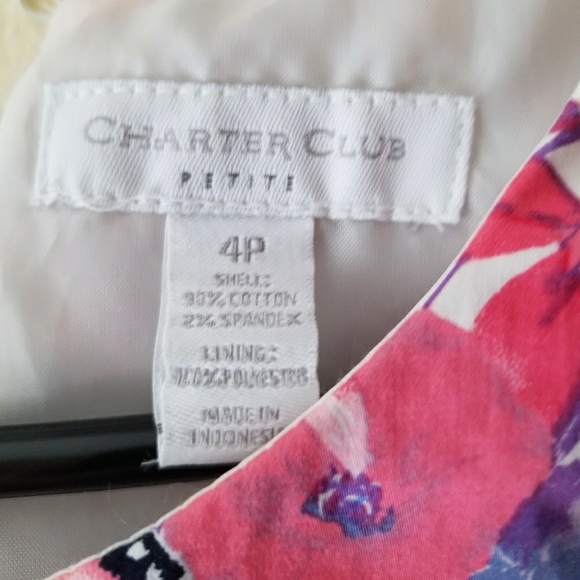 CHARTER CLUB
PETITE
4P
SHELL:
98% COTTON
2% SPANDEX
LINING:
100% POLYESTER
MADE IN
INDONESIA